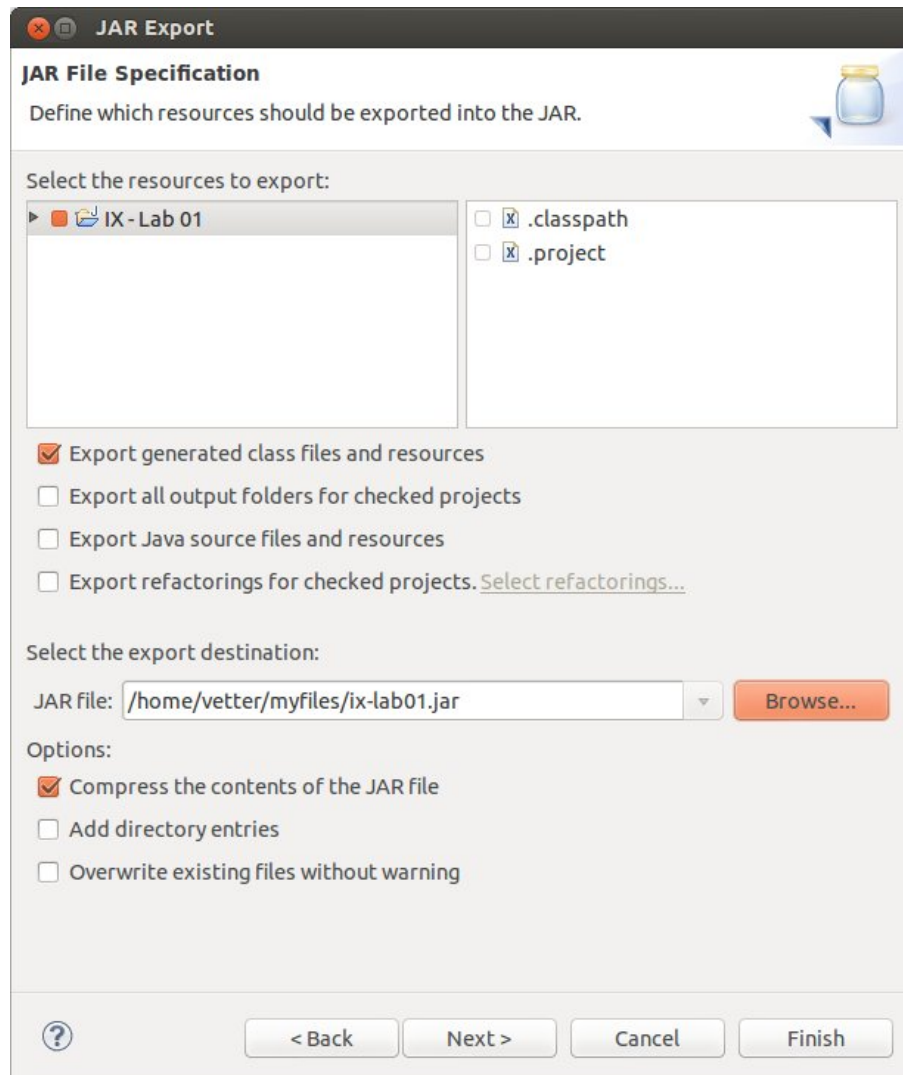 JAR Export
JAR File Specification
Define which resources should be exported into the JAR.
Select the resources to export:
IX - Lab 01
.classpath
.project
Export generated class files and resources
Export all output folders for checked projects
Export Java source files and resources
Export refactorings for checked projects. Select refactorings...
Select the export destination:
JAR file: /home/vetter/myfiles/ix-lab01.jar Browse...
Options:
Compress the contents of the JAR file
Add directory entries
Overwrite existing files without warning
? < Back Next > Cancel Finish